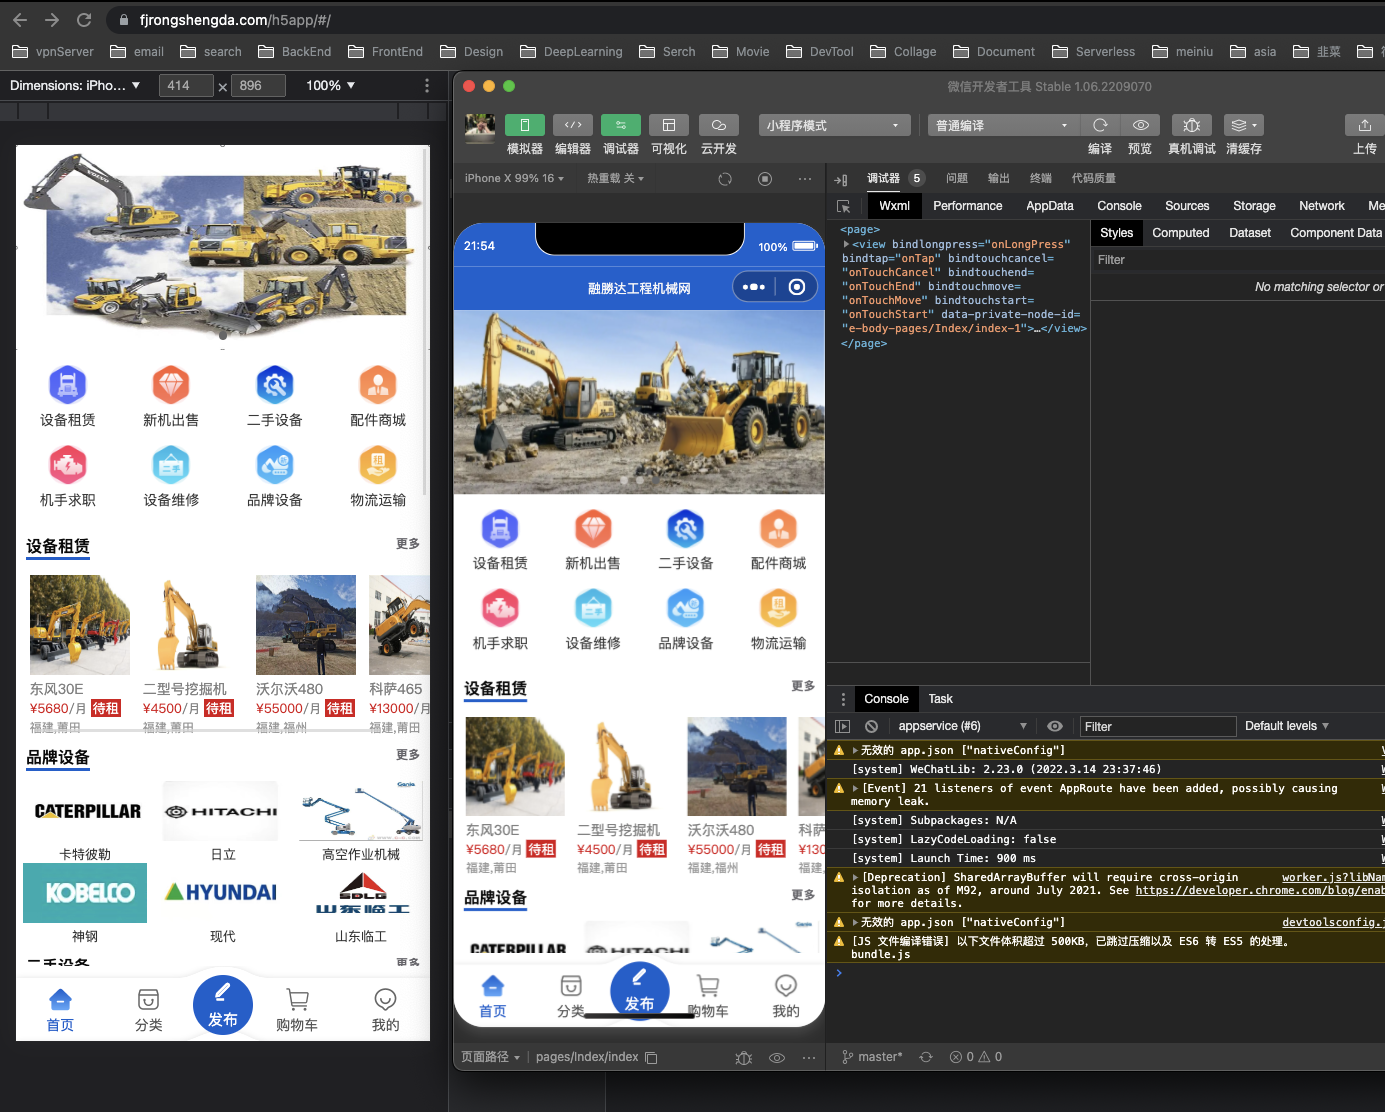 fjrongshengda.com/h5app/#/
vpnServer email search BackEnd FrontEnd Design DeepLearning Serch Movie DevTool Collage Document Serverless meiniu asia 韭菜
Dimensions: iPho... 414 × 896 100%
设备租赁 新机出售 二手设备 配件商城
机手求职 设备维修 品牌设备 物流运输
设备租赁 更多
东风30E 二型号挖掘机 沃尔沃480 科萨465
¥5680/月 待租 ¥4500/月 待租 ¥55000/月 待租 ¥13000/月
福建,莆田 福建,莆田 福建,福州
品牌设备 更多
CATERPILLAR HITACHI Genie
卡特彼勒 日立 高空作业机械
KOBELCO HYUNDAI SDLG 山东临工
神钢 现代 山东临工
二手设备 更多
首页 分类 发布 购物车 我的
微信开发者工具 Stable 1.06.2209070
小程序模式 普通编译
模拟器 编辑器 调试器 可视化 云开发 编译 预览 真机调试 清缓存 上传
iPhone X 99% 16 热重载 关
21:54 100%
融勝达工程机械网
SDLG
设备租赁 新机出售 二手设备 配件商城
机手求职 设备维修 品牌设备 物流运输
设备租赁 更多
东风30E 二型号挖掘机 沃尔沃480 科萨
¥5680/月 待租 ¥4500/月 待租 ¥55000/月 待租 ¥130
福建,莆田 福建,莆田 福建,福州
品牌设备 更多
CATERPILLAR HITACHI Genie
首页 分类 发布 购物车 我的
页面路径 pages/Index/index
调试器 5 问题 输出 终端 代码质量
Wxml Performance AppData Console Sources Storage Network Me
<page>
<view bindlongpress="onLongPress"
bindtap="onTap" bindtouchcancel=
"onTouchCancel" bindtouchend=
"onTouchEnd" bindtouchmove=
"onTouchMove" bindtouchstart=
"onTouchStart" data-private-node-id=
"e-body-pages/Index/index-1">…</view>
</page>
Styles Computed Dataset Component Data
Filter
No matching selector or
Console Task
appservice (#6) Filter Default levels
无效的 app.json ["nativeConfig"]
[system] WeChatLib: 2.23.0 (2022.3.14 23:37:46)
[Event] 21 listeners of event AppRoute have been added, possibly causing
memory leak.
[system] Subpackages: N/A
[system] LazyCodeLoading: false
[system] Launch Time: 900 ms
[Deprecation] SharedArrayBuffer will require cross-origin worker.js?libNam
isolation as of M92, around July 2021. See https://developer.chrome.com/blog/enab
for more details.
无效的 app.json ["nativeConfig"] devtoolsconfig.j
[JS 文件编译错误] 以下文件体积超过 500KB，已跳过压缩以及 ES6 转 ES5 的处理。
bundle.js
master* 0 0